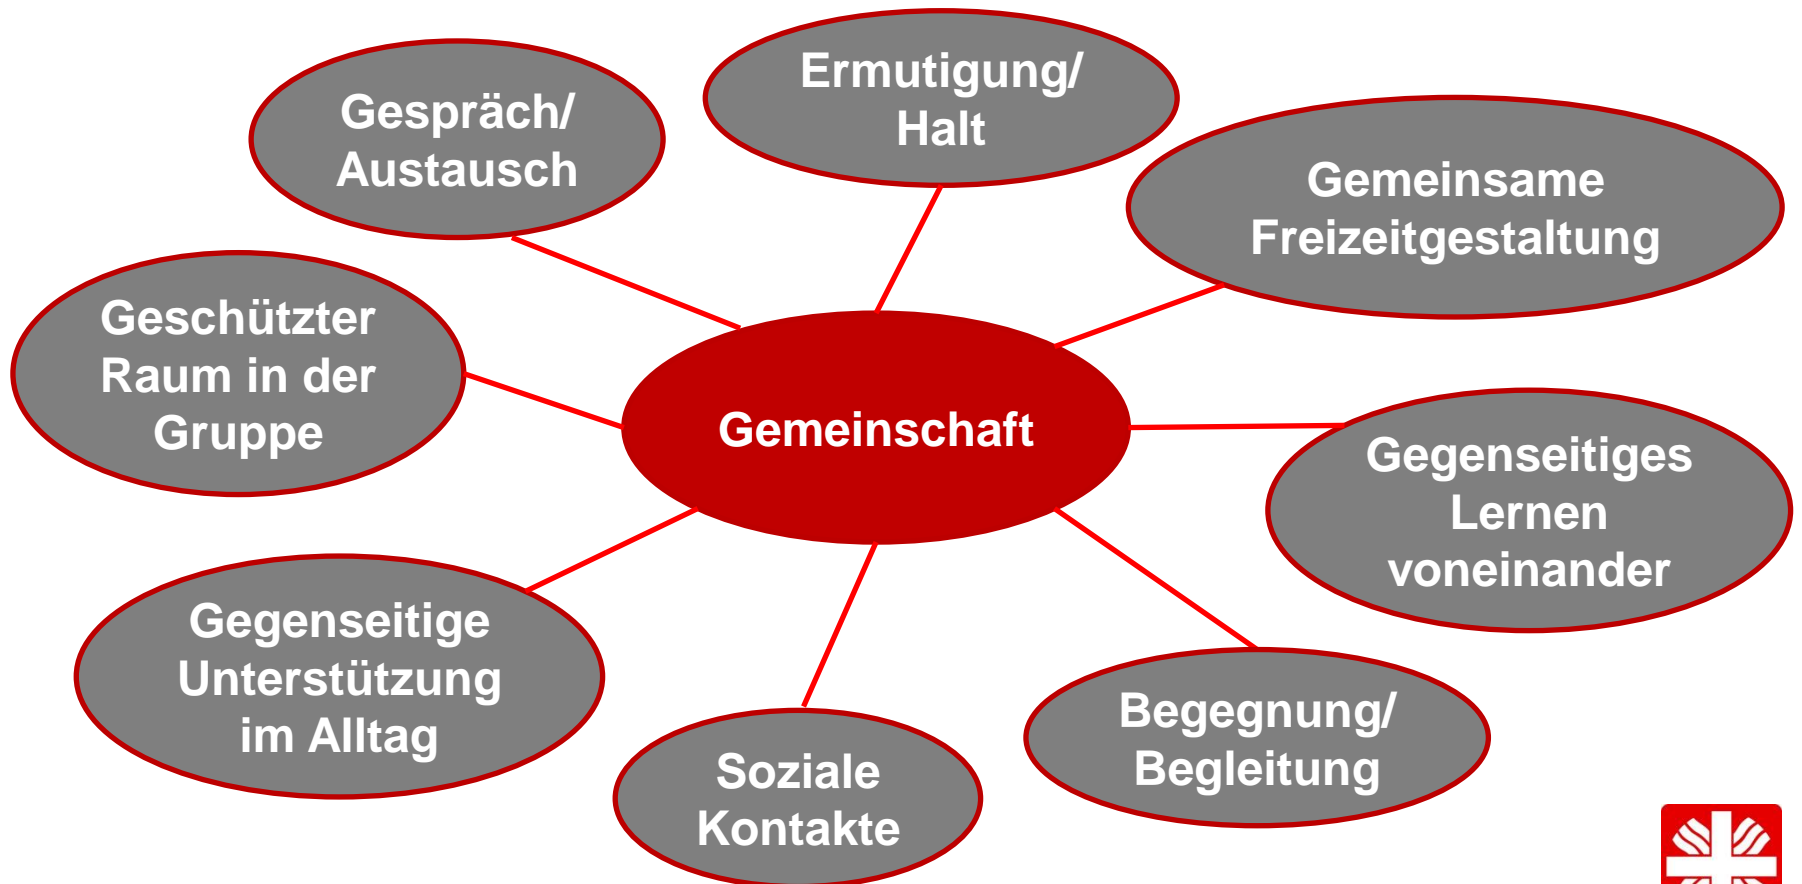 Ermutigung/
Halt
Gespräch/
Austausch
Gemeinsame
Freizeitgestaltung
Geschützter
Raum in der
Gruppe
Gemeinschaft
Gegenseitiges
Lernen
voneinander
Gegenseitige
Unterstützung
im Alltag
Begegnung/
Begleitung
Soziale
Kontakte